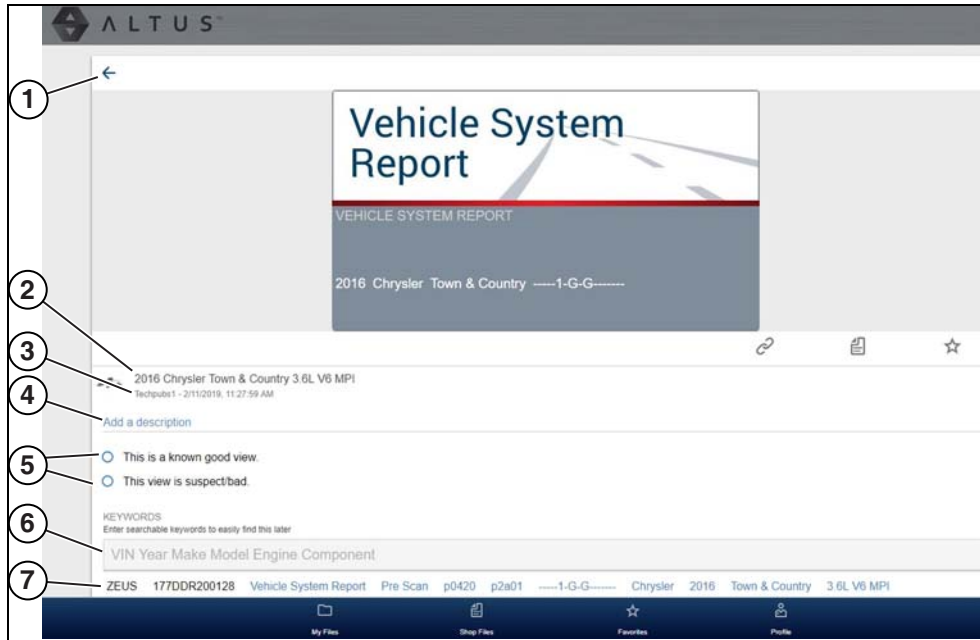 ALTUS
1
Vehicle System
Report
VEHICLE SYSTEM REPORT
2016 Chrysler Town & Country -----1-G-G-------
2
2016 Chrysler Town & Country 3.6L V6 MPI
3
Techpubs1 - 2/11/2019, 11:27:59 AM
4
Add a description
5
This is a known good view.
This view is suspect/bad.
KEYWORDS
Enter searchable keywords to easily find this later
6
VIN Year Make Model Engine Component
7
ZEUS 177DDR200128 Vehicle System Report Pre Scan p0420 p2a01 -----1-G-G------- Chrysler 2016 Town & Country 3.6L V6 MPI
My Files Shop Files Favorites Profile